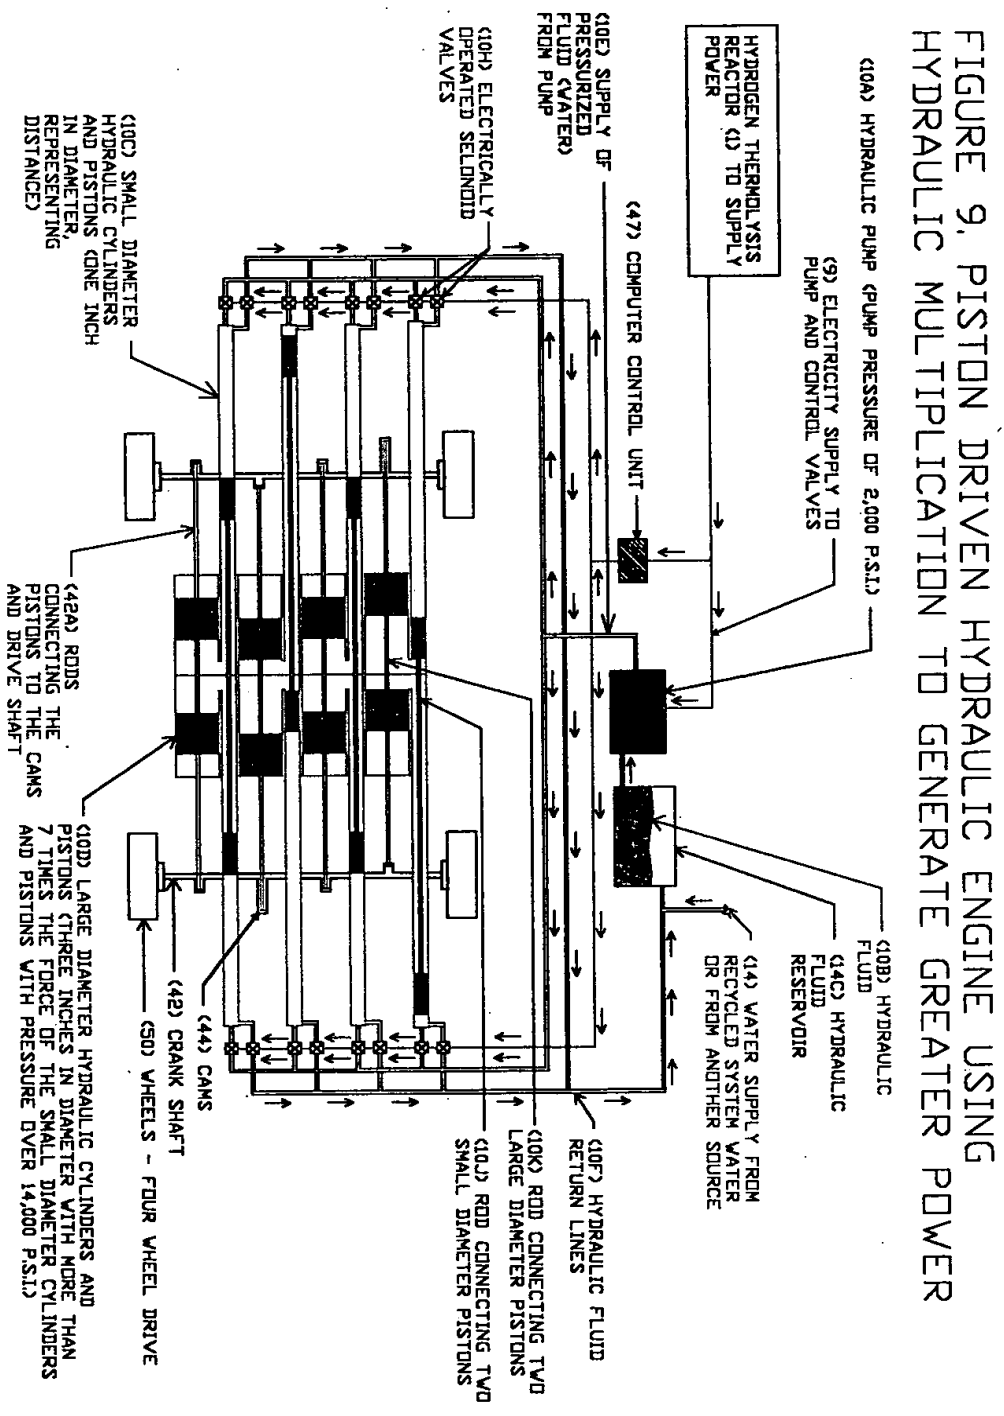 FIGURE 9. PISTON DRIVEN HYDRAULIC ENGINE USING
HYDRAULIC MULTIPLICATION TO GENERATE GREATER POWER
(10A) HYDRAULIC PUMP (PUMP PRESSURE OF 2,000 P.S.I.)
(9) ELECTRICITY SUPPLY TO
PUMP AND CONTROL VALVES
HYDROGEN THERMOLYSIS
REACTOR (1) TO SUPPLY
POWER
(47) COMPUTER CONTROL UNIT
(10E) SUPPLY OF
PRESSURIZED
FLUID (WATER)
FROM PUMP
(10H) ELECTRICALLY
OPERATED SELONOID
VALVES
(10C) SMALL DIAMETER
HYDRAULIC CYLINDERS
AND PISTONS (ONE INCH
IN DIAMETER,
REPRESENTING
DISTANCE)
(10B) HYDRAULIC
FLUID
(14C) HYDRAULIC
FLUID
RESERVOIR
(14) WATER SUPPLY FROM
RECYCLED SYSTEM WATER
OR FROM ANOTHER SOURCE
(10F) HYDRAULIC FLUID
RETURN LINES
(10K) ROD CONNECTING TWO
LARGE DIAMETER PISTONS
(10J) ROD CONNECTING TWO
SMALL DIAMETER PISTONS
(44) CAMS
(42) CRANK SHAFT
(50) WHEELS - FOUR WHEEL DRIVE
(42A) RODS
CONNECTING THE
PISTONS TO THE CAMS
AND DRIVE SHAFT
(10D) LARGE DIAMETER HYDRAULIC CYLINDERS AND
PISTONS (THREE INCHES IN DIAMETER WITH MORE THAN
7 TIMES THE FORCE OF THE SMALL DIAMETER CYLINDERS
AND PISTONS WITH PRESSURE OVER 14,000 P.S.I.)